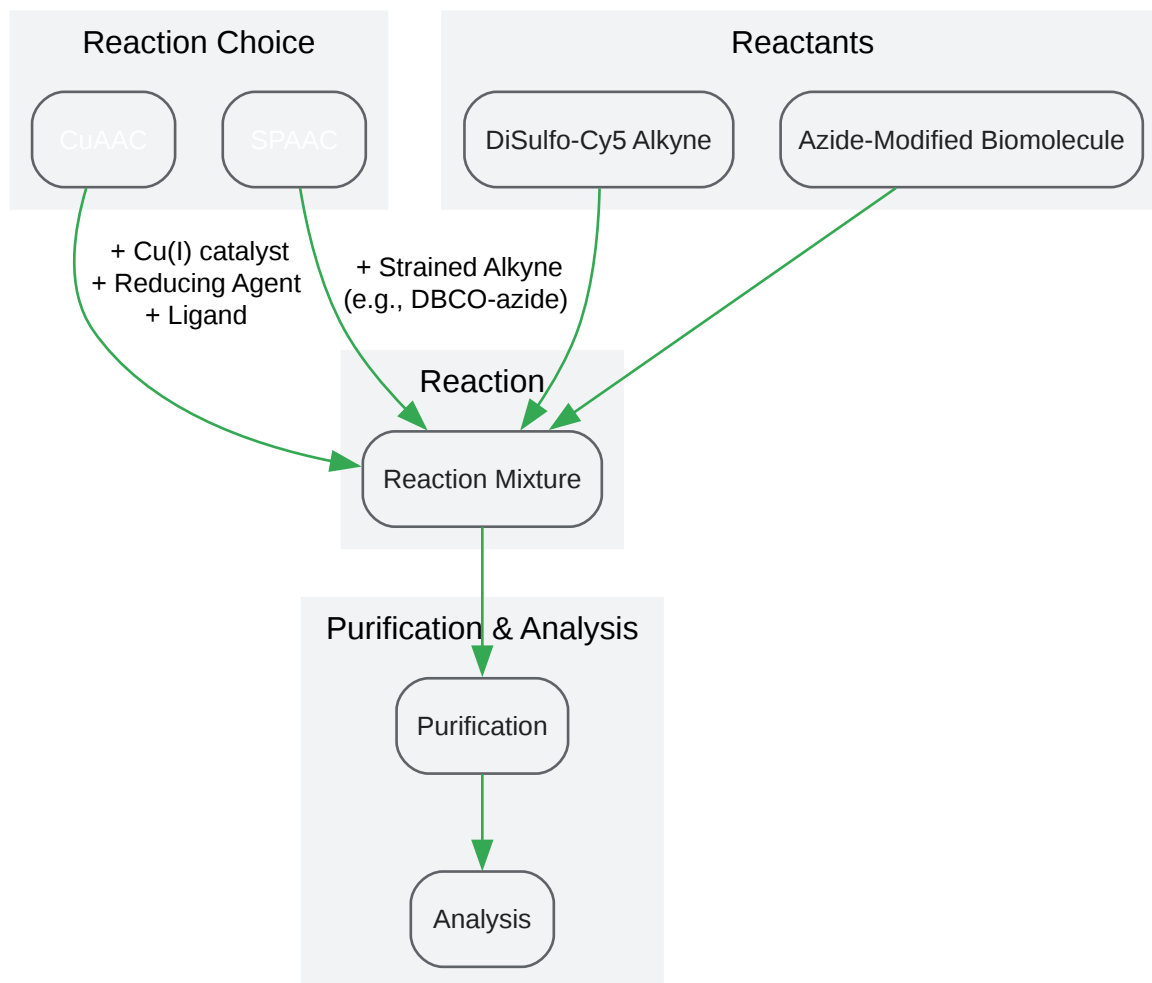 Reaction Choice
Reactants
CuAAC
SPAAC
DiSulfo-Cy5 Alkyne
Azide-Modified Biomolecule
+ Cu(I) catalyst
+ Reducing Agent
+ Ligand
+ Strained Alkyne
(e.g., DBCO-azide)
Reaction
Reaction Mixture
Purification & Analysis
Purification
Analysis